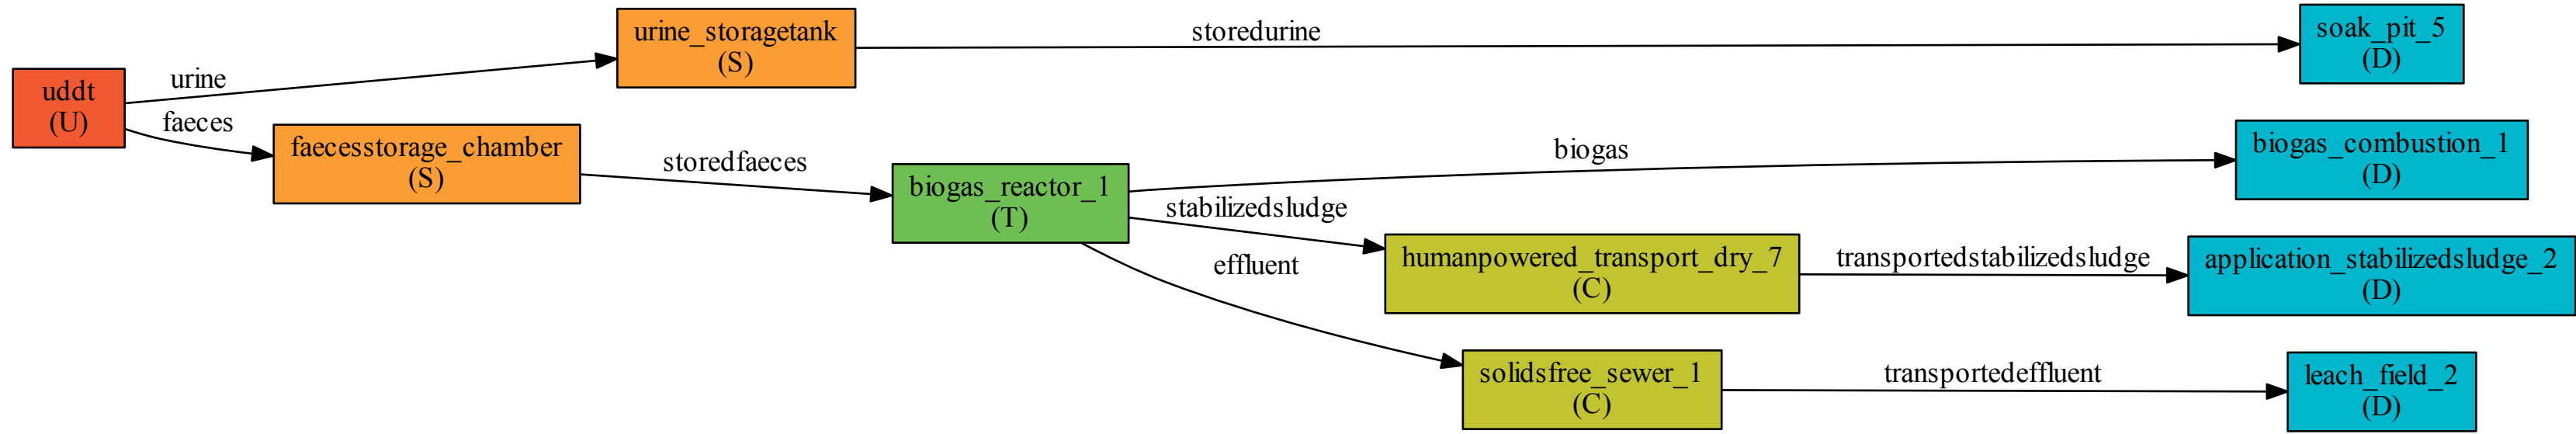 uddt
(U)
urine
faeces
urine_storagetank
(S)
faecesstorage_chamber
(S)
storedurine
storedfaeces
biogas_reactor_1
(T)
biogas
stabilizedsludge
effluent
humanpowered_transport_dry_7
(C)
solidsfree_sewer_1
(C)
transportedstabilizedsludge
transportedeffluent
soak_pit_5
(D)
biogas_combustion_1
(D)
application_stabilizedsludge_2
(D)
leach_field_2
(D)